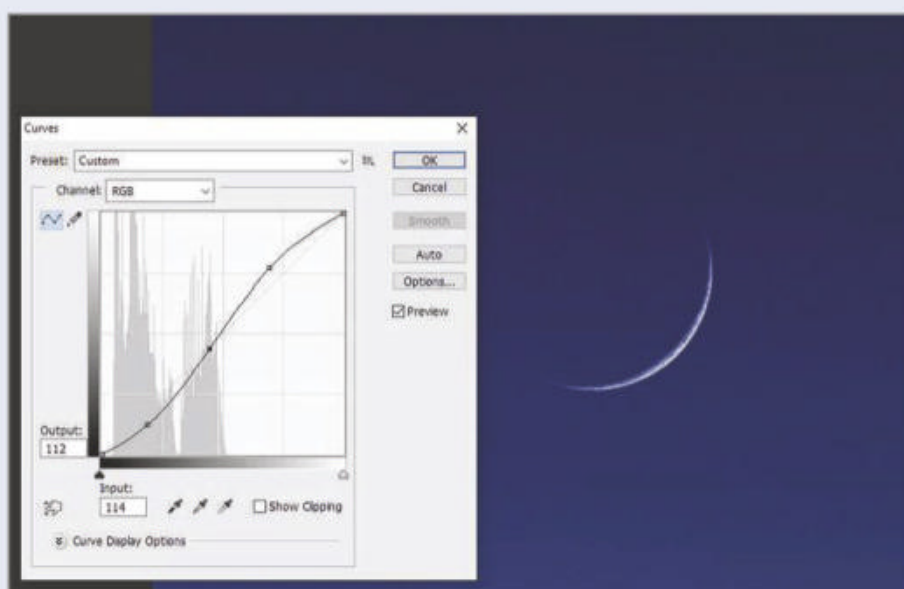 Curves
Preset: Custom
OK
Channel: RGB
Cancel
Smooth
Auto
Options...
Preview
Output:
112
Input:
114
Show Clipping
Curve Display Options